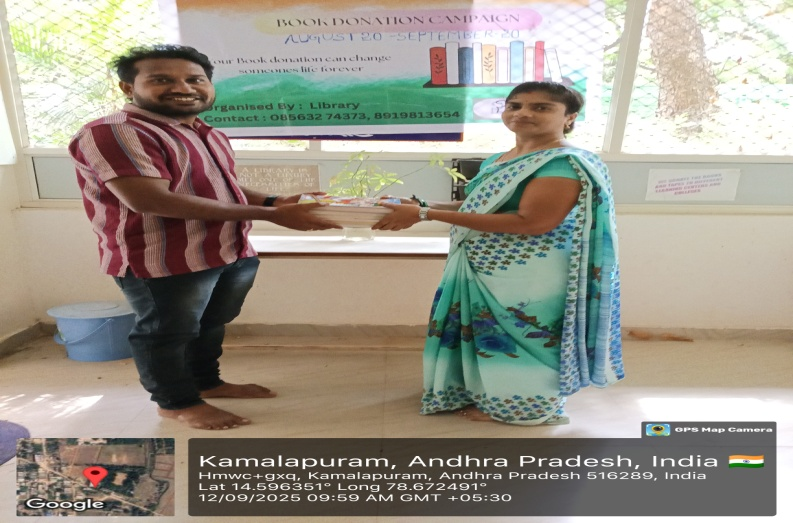 BOOK DONATION CAMPAIGN
AUGUST 20 - SEPTEMBER 20
our Book donation can change
someones life forever
rganised By : Library
Contact : 085632 74373, 8919813654
GPS Map Camera
Google
Kamalapuram, Andhra Pradesh, India
Hmwc+gxq, Kamalapuram, Andhra Pradesh 516289, India
Lat 14.596351° Long 78.672491°
12/09/2025 09:59 AM GMT +05:30